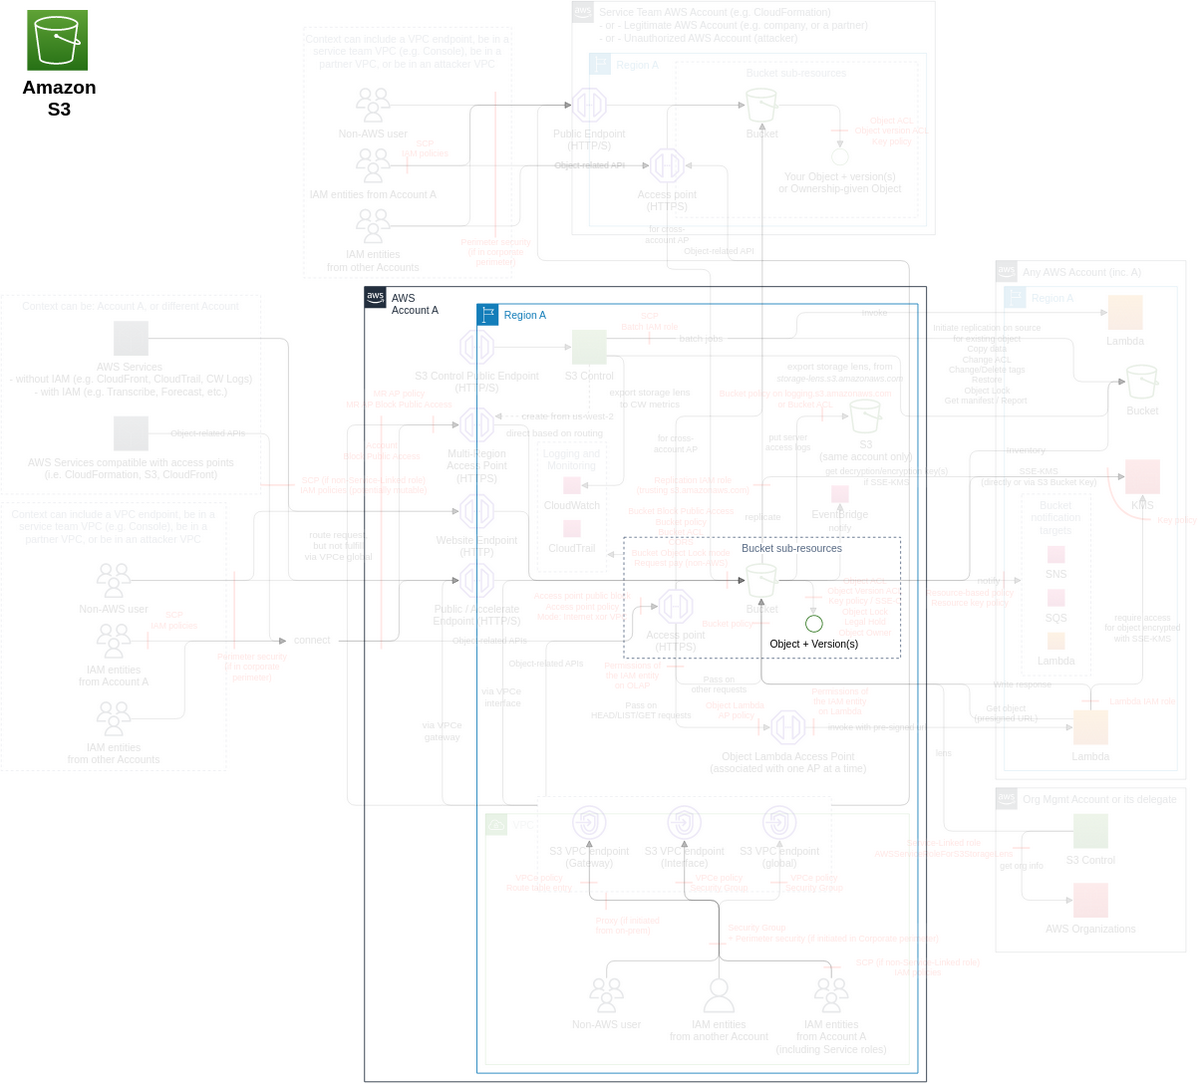 Amazon
S3
Service Team AWS Account (e.g. CloudFormation)
- or - Legitimate AWS Account (e.g. company, or a partner)
- or - Unauthorized AWS Account (attacker)
Region A
Bucket sub-resources
Context can include a VPC endpoint, be in a
service team VPC (e.g. Console), be in a
partner VPC, or be in an attacker VPC
Non-AWS user
SCP
IAM policies
IAM entities from Account A
IAM entities
from other Accounts
Perimeter security
(if in corporate
perimeter)
Public Endpoint
(HTTP/S)
Object-related API
Access point
(HTTPS)
Bucket
Object ACL
Object version ACL
Key policy
Your Object + version(s)
or Ownership-given Object
for cross-
account AP
Object-related API
AWS
Account A
Region A
Context can be: Account A, or different Account
AWS Services
- without IAM (e.g. CloudFront, CloudTrail, CW Logs)
- with IAM (e.g. Transcribe, Forecast, etc.)
Object-related APIs
AWS Services compatible with access points
(i.e. CloudFormation, S3, CloudFront)
Context can include a VPC endpoint, be in a
service team VPC (e.g. Console), be in a
partner VPC, or be in an attacker VPC
Non-AWS user
SCP
IAM policies
IAM entities
from Account A
IAM entities
from other Accounts
Perimeter security
(if in corporate
perimeter)
connect
MR AP policy
MR AP Block Public Access
Account
Block Public Access
SCP (if non-Service-Linked role)
route request,
but not fulfill
via VPCe global
S3 Control Public Endpoint
(HTTP/S)
S3 Control
SCP
Batch IAM role
batch jobs
invoke
export storage lens
to CW metrics
export storage lens, from
storage-lens.s3.amazonaws.com
create from us-west-2
direct based on routing
Multi-Region
Access Point
(HTTPS)
Website Endpoint
(HTTP)
Public / Accelerate
Endpoint (HTTP/S)
Logging and
Monitoring
CloudWatch
CloudTrail
for cross-
account AP
Bucket policy on logging.s3.amazonaws.com
or Bucket ACL
put server
access logs
S3
(same account only)
get decryption/encryption key(s)
if SSE-KMS
Replication IAM role
replicate
EventBridge
notify
Bucket Block Public Access
Bucket policy
Bucket ACL
Bucket Object Lock mode
Request pay (non-AWS)
Bucket sub-resources
Bucket
Access point public block
Access point policy
Access point
(HTTPS)
Bucket policy
Object ACL
Object Version ACL
Object Lock
Legal Hold
Object Owner
Object + Version(s)
Object-related APIs
Object-related APIs
Permissions of
the IAM entity
on OLAP
Pass on
other requests
Pass on
HEAD/LIST/GET requests
Object Lambda
AP policy
Permissions of
the IAM entity
on Lambda
Object Lambda Access Point
(associated with one AP at a time)
via VPCe
interface
via VPCe
gateway
VPC
S3 VPC endpoint
(Gateway)
S3 VPC endpoint
(Interface)
S3 VPC endpoint
(global)
VPCe policy
Route table entry
VPCe policy
Security Group
VPCe policy
Security Group
Proxy (if initiated
from on-prem)
Security Group
+ Perimeter security (if initiated in Corporate perimeter)
SCP (if non-Service-Linked role)
IAM policies
Non-AWS user
IAM entities
from another Account
IAM entities
from Account A
(including Service roles)
Any AWS Account (inc. A)
Region A
Lambda
Initiate replication on source
for existing object
Copy data
Change ACL
Change/Delete tags
Restore
Object Lock
Get manifest / Report
Bucket
inventory
SSE-KMS
(directly or via S3 Bucket Key)
KMS
Key policy
Bucket
notification
targets
SNS
SQS
Lambda
notify
Resource-based policy
Resource key policy
require access
for object encrypted
with SSE-KMS
Write response
Get object
(presigned URL)
Lambda IAM role
Lambda
lens
Org Mgmt Account or its delegate
Service-Linked role
S3 Control
get org info
AWS Organizations